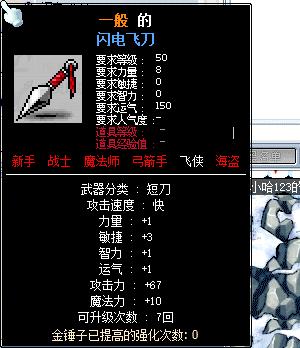 一般 的
闪电飞刀
要求等级: 50
要求力量: 8
要求敏捷: 0
要求智力: 0
要求运气: 150
要求人气度: -
道具等级: -
道具经验值: -
新手 战士 魔法师 弓箭手 飞侠 海盗
武器分类: 短刀
攻击速度: 快
力量: +1
敏捷: +3
智力: +1
运气: +1
攻击力: +67
魔法力: +10
可升级次数: 7回
金锤子已提高的强化次数: 0
小哈123的